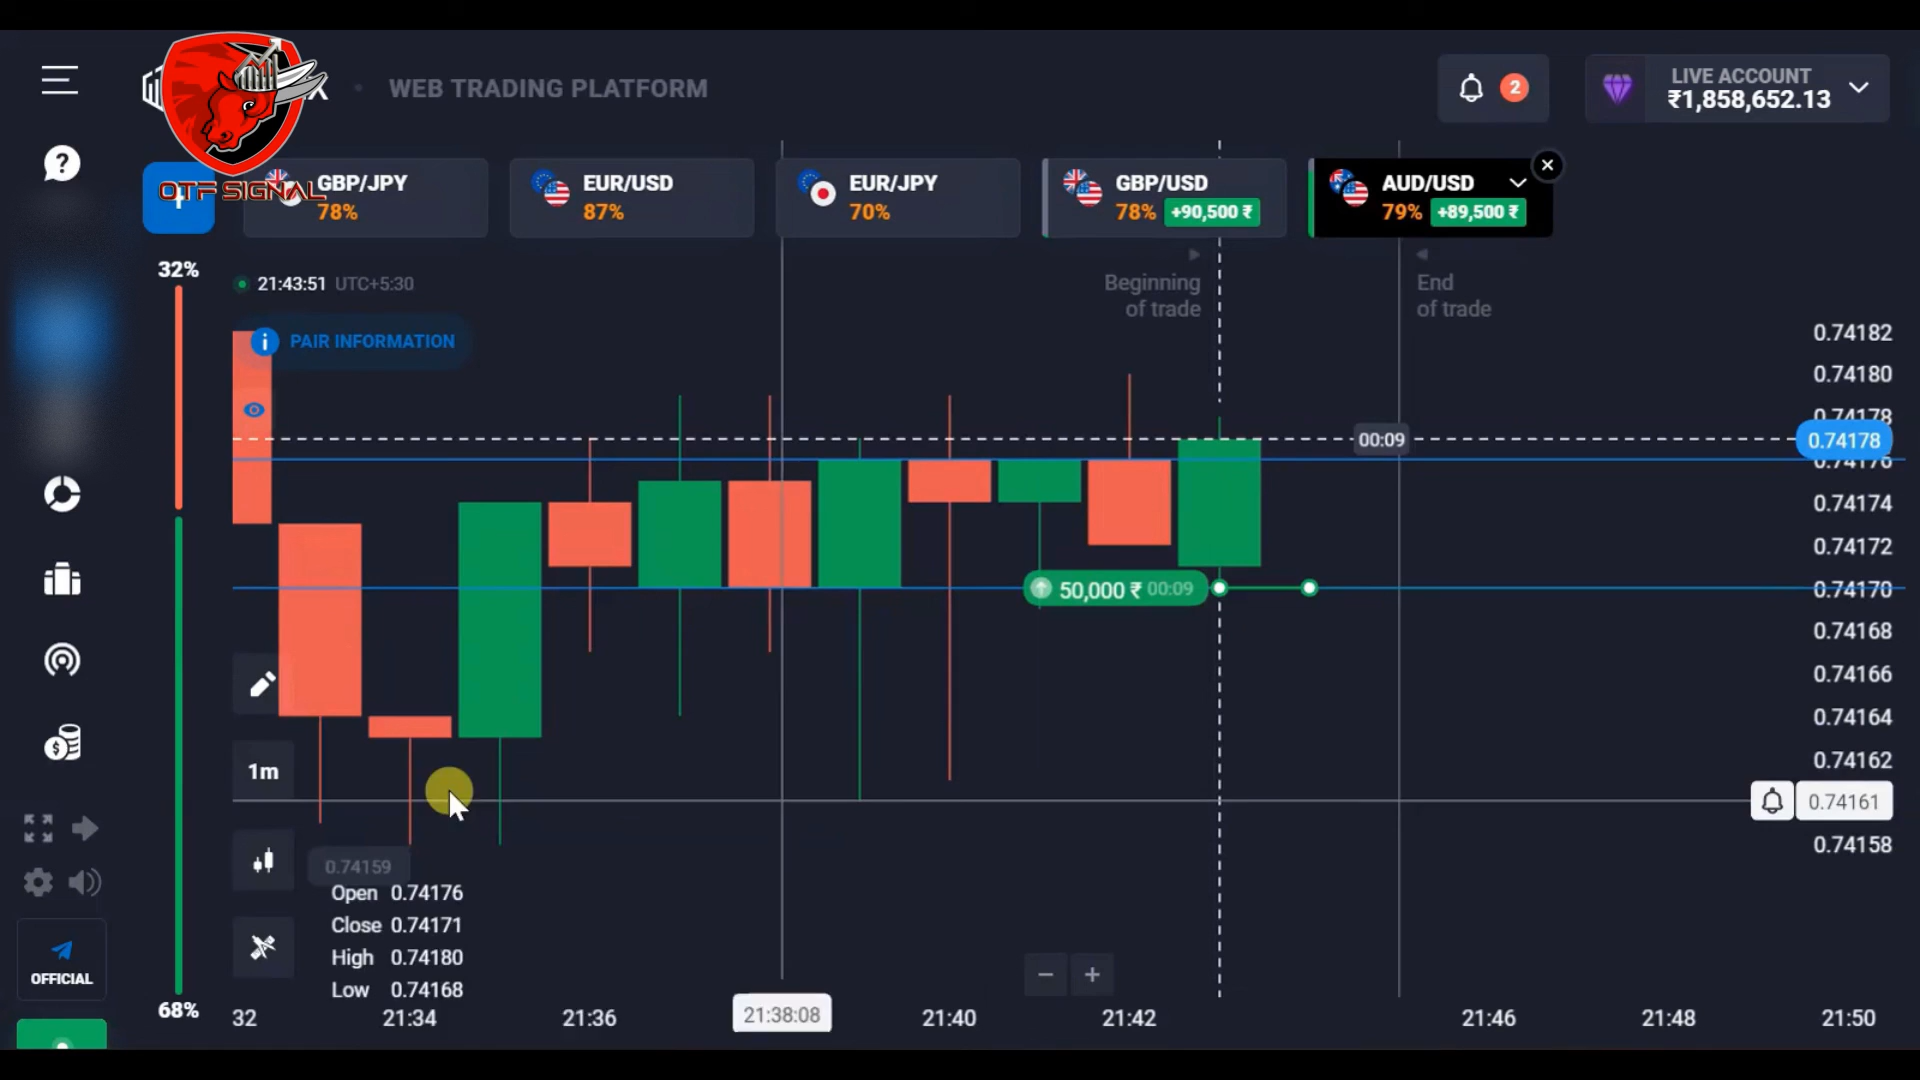 WEB TRADING PLATFORM
2
LIVE ACCOUNT
₹1,858,652.13
OTF SIGNAL
GBP/JPY
78%
EUR/USD
87%
EUR/JPY
70%
GBP/USD
78% +90,500 ₹
AUD/USD
79% +89,500 ₹
32%
21:43:51 UTC+5:30
Beginning
of trade
End
of trade
PAIR INFORMATION
0.74182
0.74180
0.74178
00:09
0.74178
0.74176
0.74174
0.74172
50,000 ₹ 00:09
0.74170
0.74168
0.74166
0.74164
0.74162
1m
0.74161
0.74158
0.74159
Open 0.74176
Close 0.74171
High 0.74180
Low 0.74168
OFFICIAL
68%
32
21:34
21:36
21:38:08
21:40
21:42
21:46
21:48
21:50